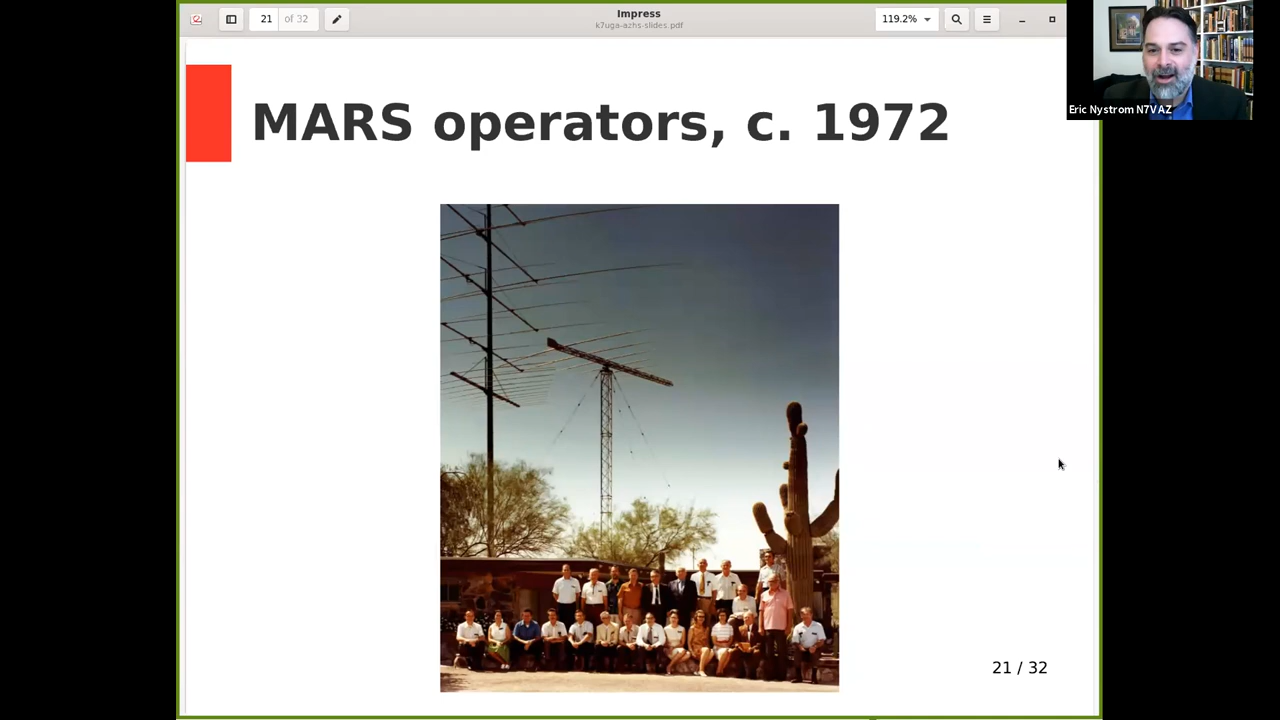 21 of 32
Impress
k7uga-azhs-slides.pdf
119.2%
Eric Nystrom N7VAZ
MARS operators, c. 1972
21 / 32